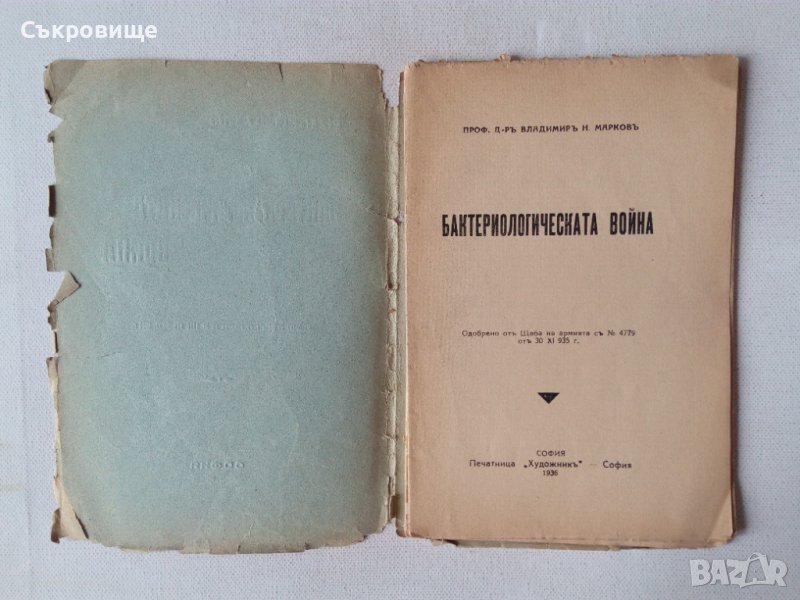 Съкровище
ПРОФ. Д-РЪ ВЛАДИМИРЪ Н. МАРКОВЪ
БАКТЕРИОЛОГИЧЕСКАТА ВОЙНА
Одобрено отъ Щаба на армията съ № 4779
отъ 30 XI 935 г.
СОФИЯ
Печатница „Художникъ“ — София
1936
BAZAR